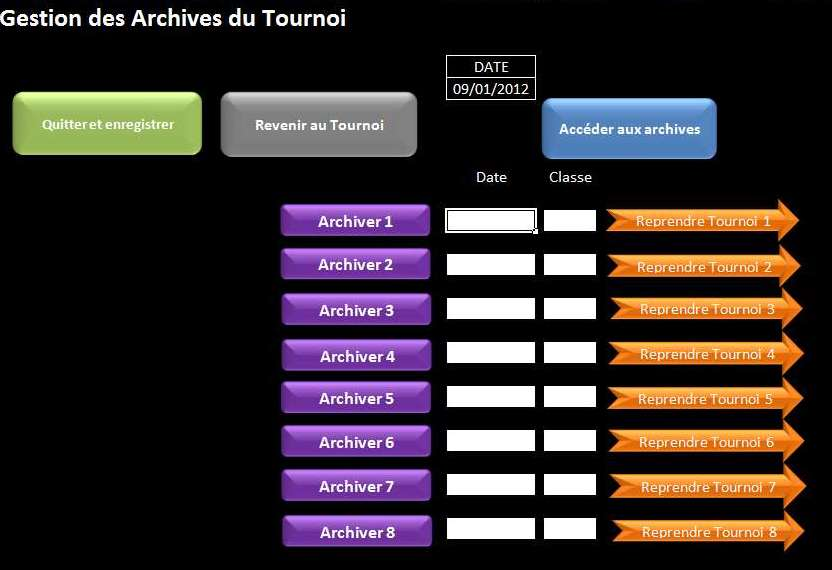 Gestion des Archives du Tournoi
DATE
09/01/2012
Quitter et enregistrer
Revenir au Tournoi
Accéder aux archives
Date Classe
Archiver 1 Reprendre Tournoi 1
Archiver 2 Reprendre Tournoi 2
Archiver 3 Reprendre Tournoi 3
Archiver 4 Reprendre Tournoi 4
Archiver 5 Reprendre Tournoi 5
Archiver 6 Reprendre Tournoi 6
Archiver 7 Reprendre Tournoi 7
Archiver 8 Reprendre Tournoi 8